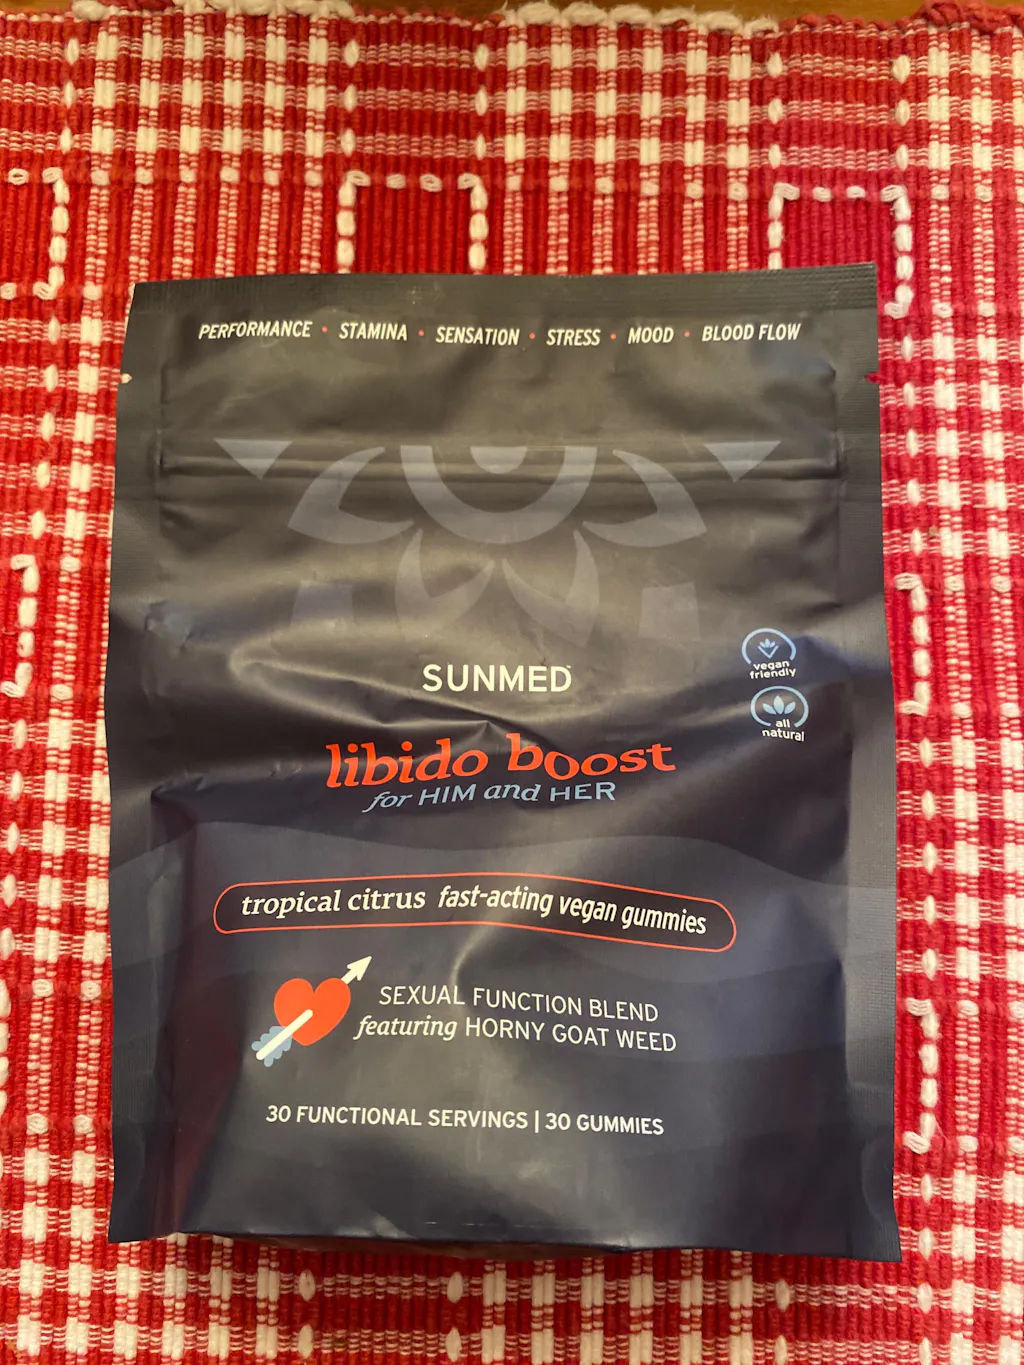 PERFORMANCE • STAMINA • SENSATION • STRESS • MOOD • BLOOD FLOW
SUNMED™
vegan
friendly
all
natural
libido boost
for HIM and HER
tropical citrus fast-acting vegan gummies
SEXUAL FUNCTION BLEND
featuring HORNY GOAT WEED
30 FUNCTIONAL SERVINGS | 30 GUMMIES